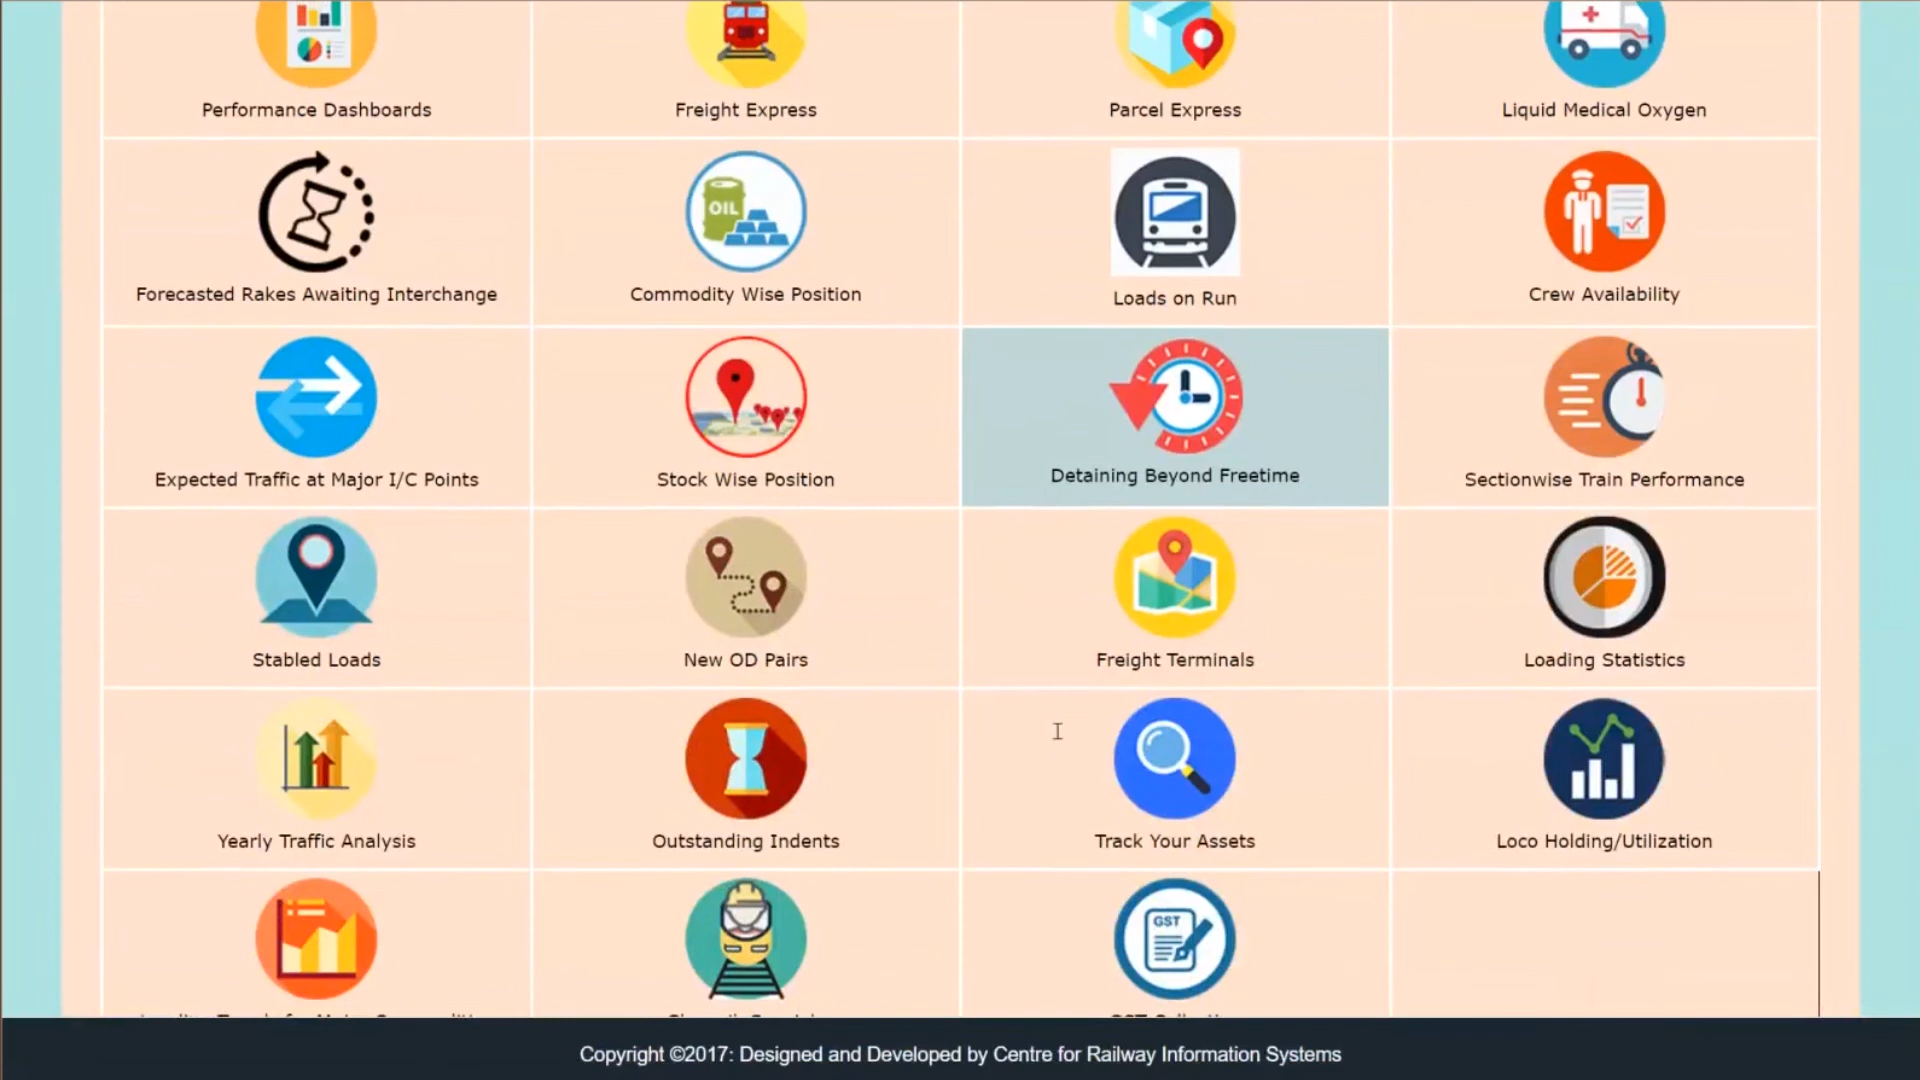 Performance Dashboards
Freight Express
Parcel Express
Liquid Medical Oxygen
OIL
Forecasted Rakes Awaiting Interchange
Commodity Wise Position
Loads on Run
Crew Availability
Expected Traffic at Major I/C Points
Stock Wise Position
Detaining Beyond Freetime
Sectionwise Train Performance
Stabled Loads
New OD Pairs
Freight Terminals
Loading Statistics
Yearly Traffic Analysis
Outstanding Indents
Track Your Assets
Loco Holding/Utilization
GST
Copyright ©2017: Designed and Developed by Centre for Railway Information Systems